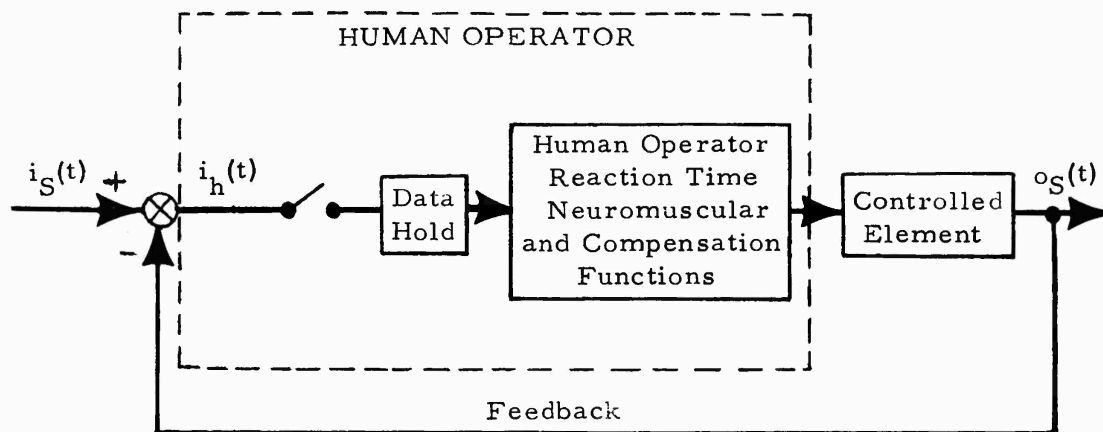 HUMAN OPERATOR
i_S(t)
+
-
i_h(t)
Data
Hold
Human Operator
Reaction Time
Neuromuscular
and Compensation
Functions
Controlled
Element
o_S(t)
Feedback